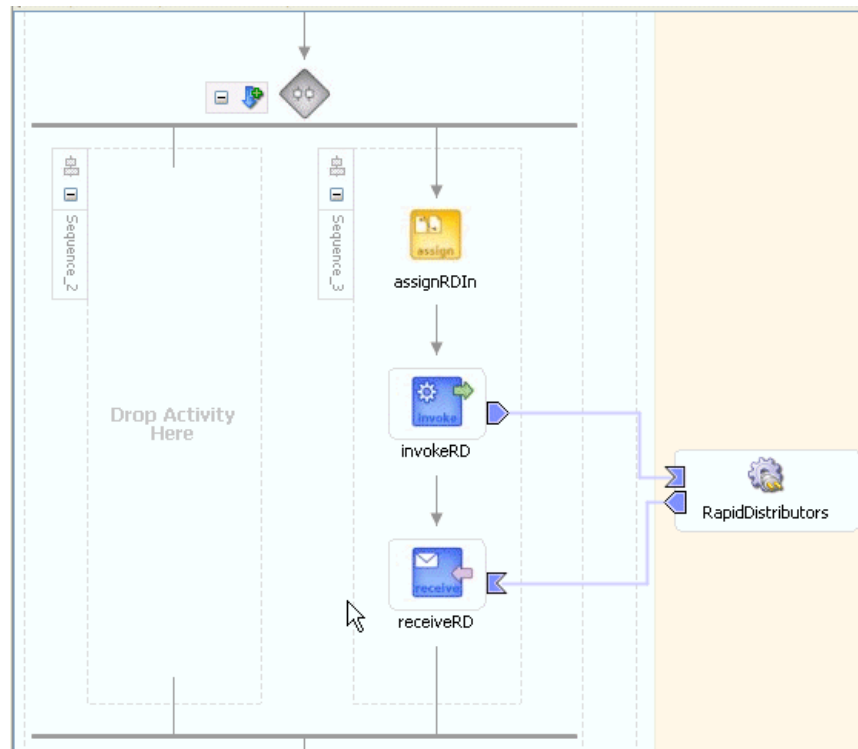 Sequence_2
Drop Activity
Here
Sequence_3
assign
assignRDIn
invoke
invokeRD
receive
receiveRD
RapidDistributors